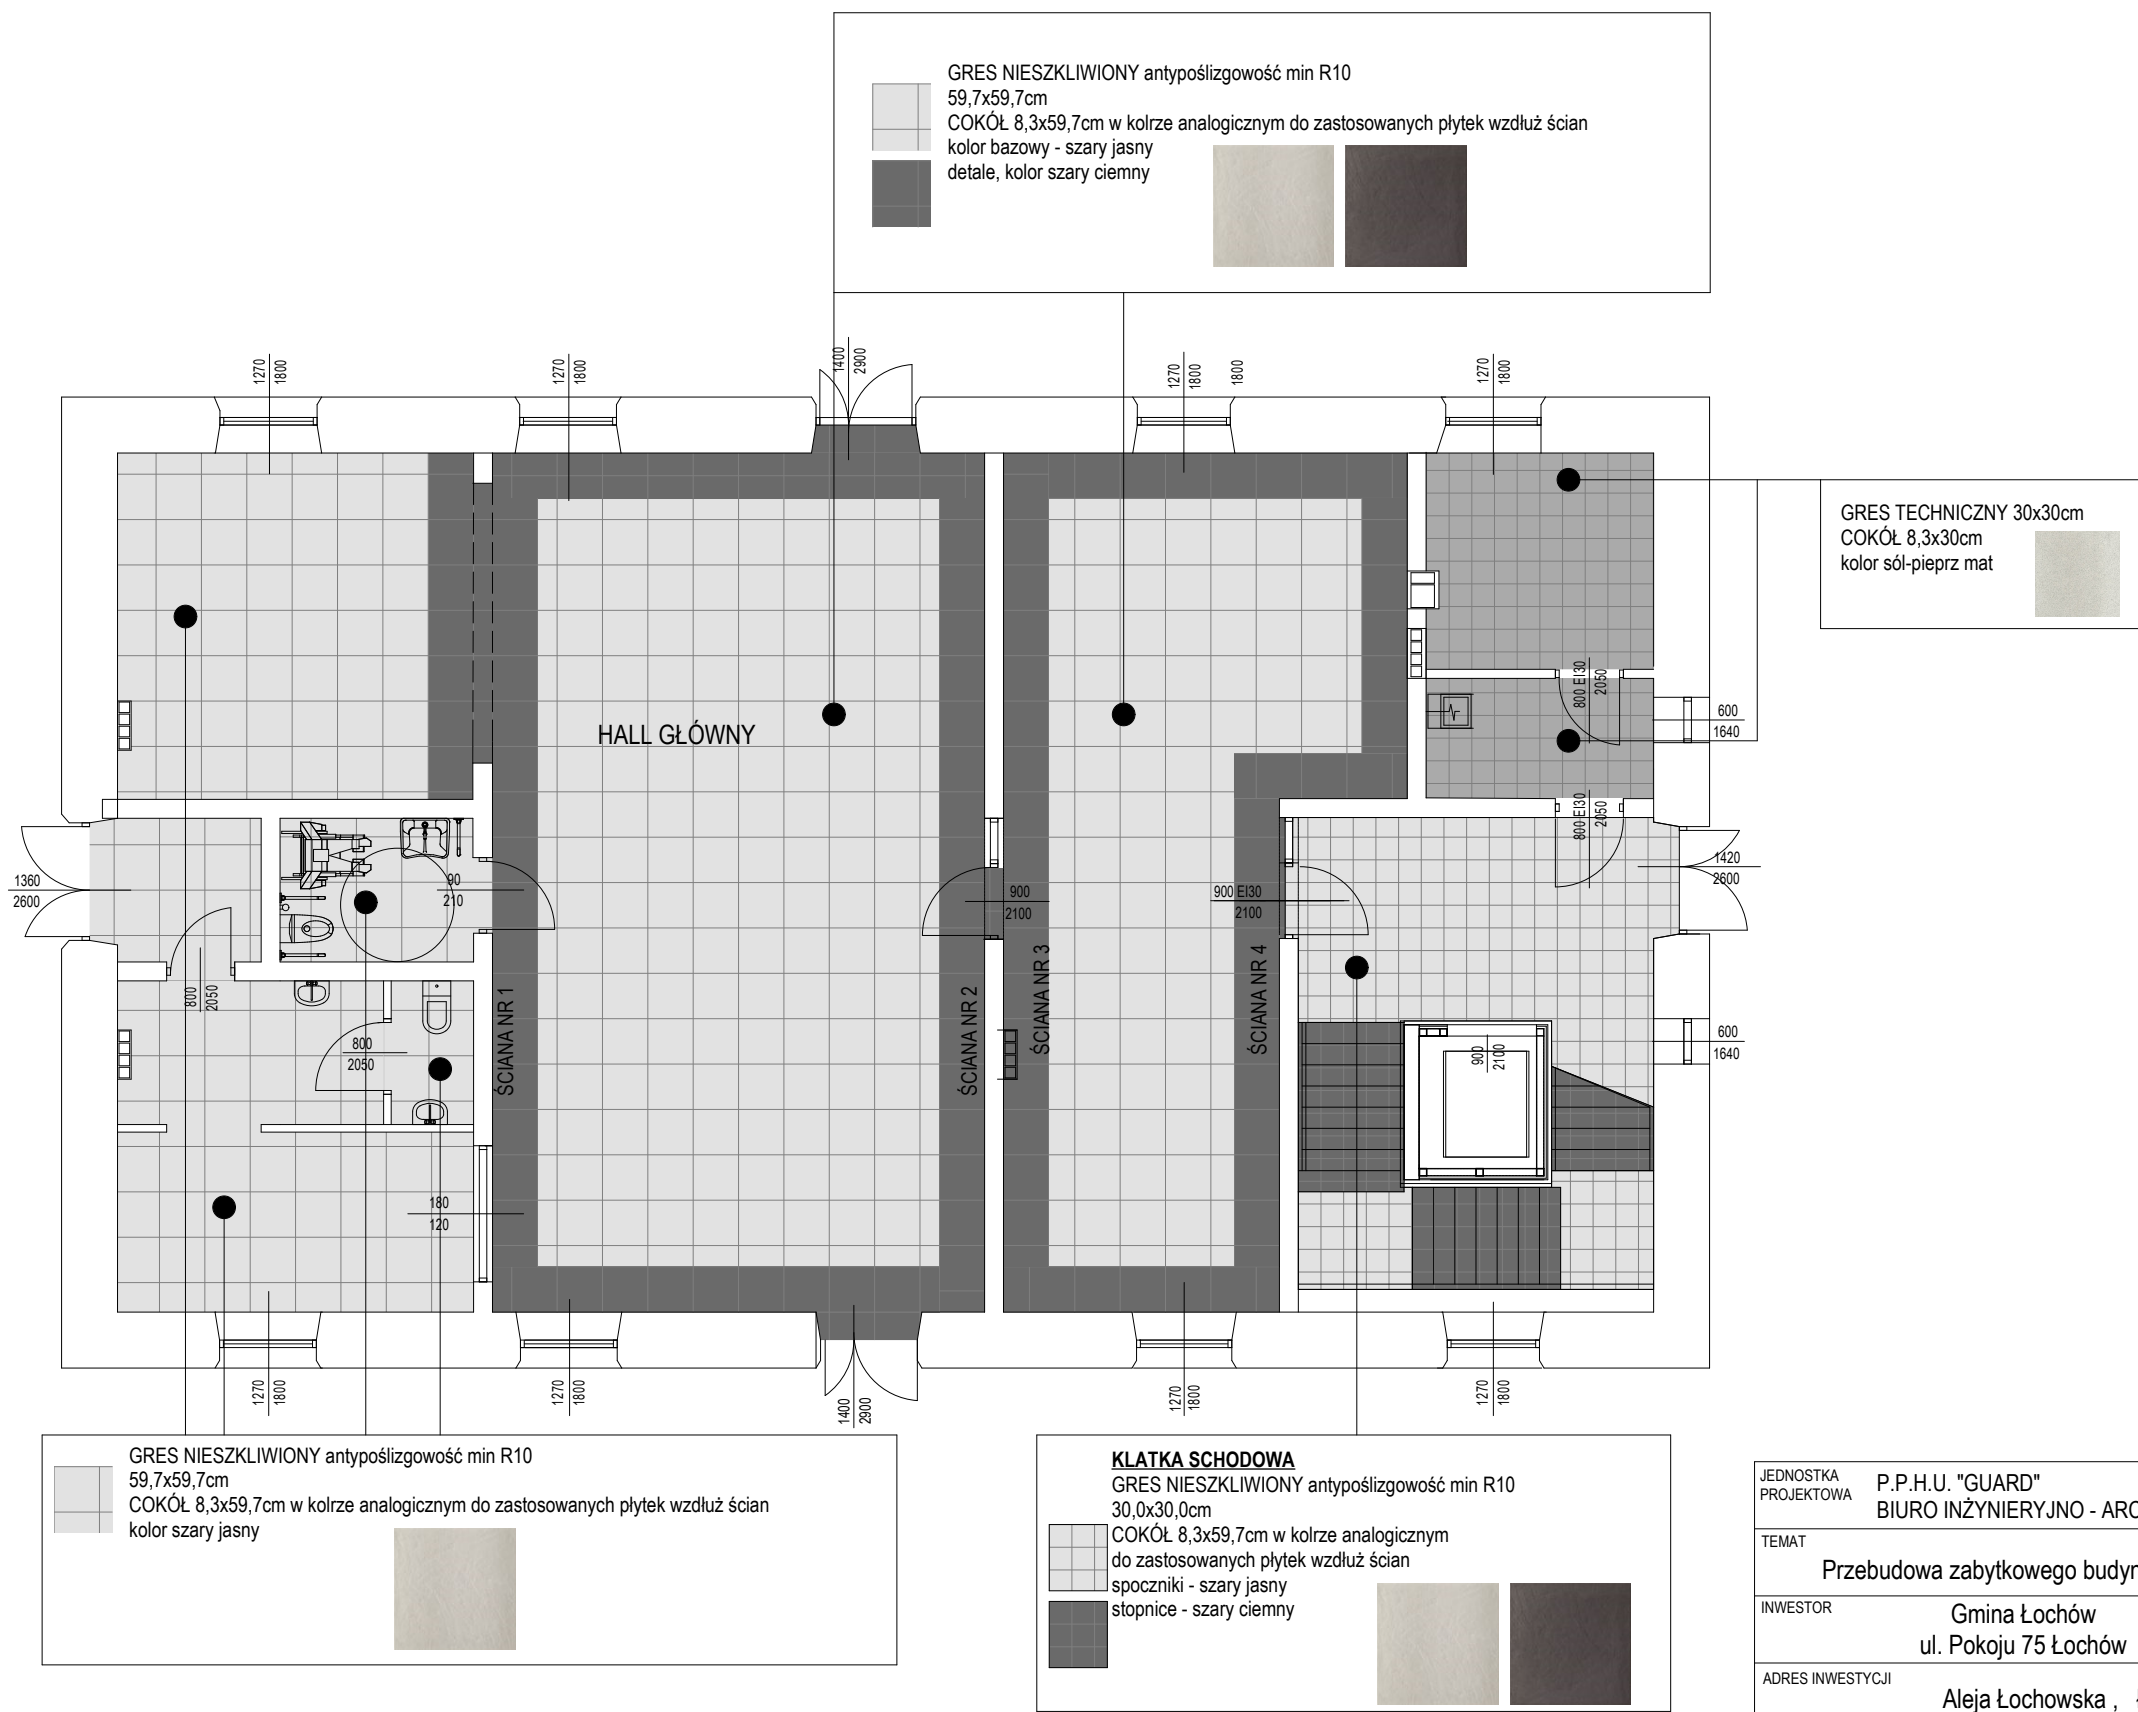 GRES NIESZKLIWIONY antypoślizgowość min R10
59,7x59,7cm
COKÓŁ 8,3x59,7cm w kolrze analogicznym do zastosowanych płytek wzdłuż ścian
kolor bazowy - szary jasny
detale, kolor szary ciemny
1270
1800
1270
1800
1400
2900
1270
1800
1800
1270
1800
GRES TECHNICZNY 30x30cm
COKÓŁ 8,3x30cm
kolor sól-pieprz mat
800 EI30
2050
600
1640
HALL GŁÓWNY
800 EI30
2050
1360
2600
90
210
900
2100
900 EI30
2100
1420
2600
800
2050
800
2050
ŚCIANA NR 1
ŚCIANA NR 2
ŚCIANA NR 3
ŚCIANA NR 4
900
2100
600
1640
180
120
1270
1800
1270
1800
1400
2900
1270
1800
1270
1800
GRES NIESZKLIWIONY antypoślizgowość min R10
59,7x59,7cm
COKÓŁ 8,3x59,7cm w kolrze analogicznym do zastosowanych płytek wzdłuż ścian
kolor szary jasny
KLATKA SCHODOWA
GRES NIESZKLIWIONY antypoślizgowość min R10
30,0x30,0cm
COKÓŁ 8,3x59,7cm w kolrze analogicznym
do zastosowanych płytek wzdłuż ścian
spoczniki - szary jasny
stopnice - szary ciemny
JEDNOSTKA
PROJEKTOWA
P.P.H.U. "GUARD"
BIURO INŻYNIERYJNO - ARC
TEMAT
Przebudowa zabytkowego budyn
INWESTOR
Gmina Łochów
ul. Pokoju 75 Łochów
ADRES INWESTYCJI
Aleja Łochowska ,